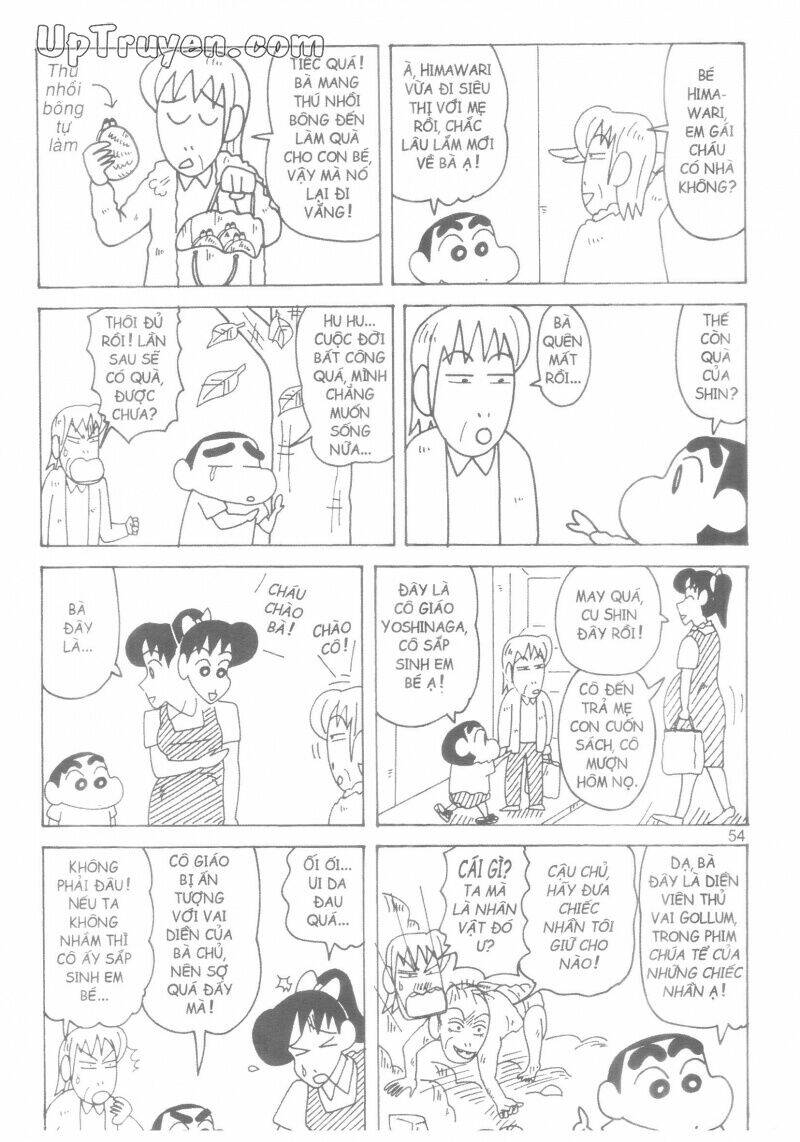 UpTruyen.com
BÉ
HIMA-
WARI,
EM GÁI
CHÁU
CÓ NHÀ
KHÔNG?
À, HIMAWARI
VỪA ĐI SIÊU
THỊ VỚI MẸ
RỒI, CHẮC
LÂU LẮM MỚI
VỀ BÀ Ạ!
TIẾC QUÁ!
BÀ MANG
THÚ NHỒI
BÔNG ĐẾN
LÀM QUÀ
CHO CON BÉ,
VẬY MÀ NÓ
LẠI ĐI
VẮNG!
Thú
nhồi
bông
tự
làm
THẾ
CÒN
QUÀ
CỦA
SHIN?
BÀ
QUÊN
MẤT
RỒI...
HU HU...
CUỘC ĐỜI
BẤT CÔNG
QUÁ, MÌNH
CHẲNG
MUỐN
SỐNG
NỮA...
THÔI ĐỦ
RỒI! LẦN
SAU SẼ
CÓ QUÀ,
ĐƯỢC
CHƯA?
MAY QUÁ,
CU SHIN
ĐÂY RỒI!
CÔ ĐẾN
TRẢ MẸ
CON CUỐN
SÁCH, CÔ
MƯỢN
HÔM NỌ.
ĐÂY LÀ
CÔ GIÁO
YOSHINAGA,
CÔ SẮP
SINH EM
BÉ Ạ!
CHÀO
CÔ!
CHÁU
CHÀO
BÀ!
BÀ
ĐÂY
LÀ...
54
DẠ, BÀ
ĐÂY LÀ DIỄN
VIÊN THỦ
VAI GOLLUM,
TRONG PHIM
CHÚA TỂ CỦA
NHỮNG CHIẾC
NHẪN Ạ!
CẬU CHỦ,
HÃY ĐƯA
CHIẾC
NHẪN TÔI
GIỮ CHO
NÀO!
CÁI GÌ?
TA MÀ
LÀ NHÂN
VẬT ĐÓ
Ư?
ỐI ỐI...
UI DA
ĐAU
QUÁ...
CÔ GIÁO
BỊ ẤN
TƯỢNG
VỚI VAI
DIỄN CỦA
BÀ CHỦ,
NÊN SỢ
QUÁ ĐẤY
MÀ!
KHÔNG
PHẢI ĐÂU!
NẾU TA
KHÔNG
NHẦM THÌ
CÔ ẤY SẮP
SINH EM
BÉ...